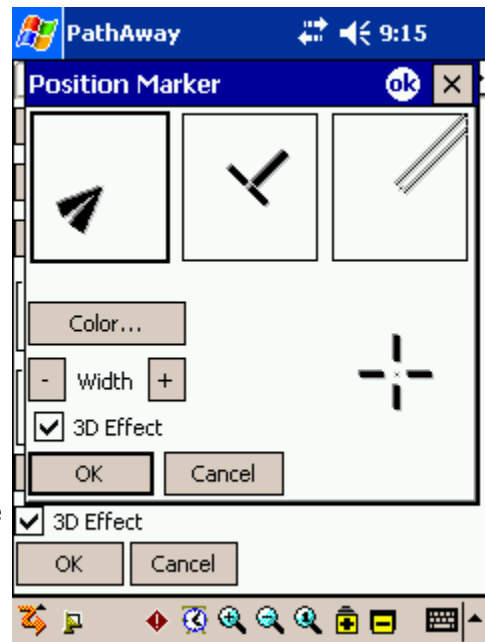 PathAway 9:15
Position Marker ok
Color...
- Width +
3D Effect
OK Cancel
3D Effect
OK Cancel